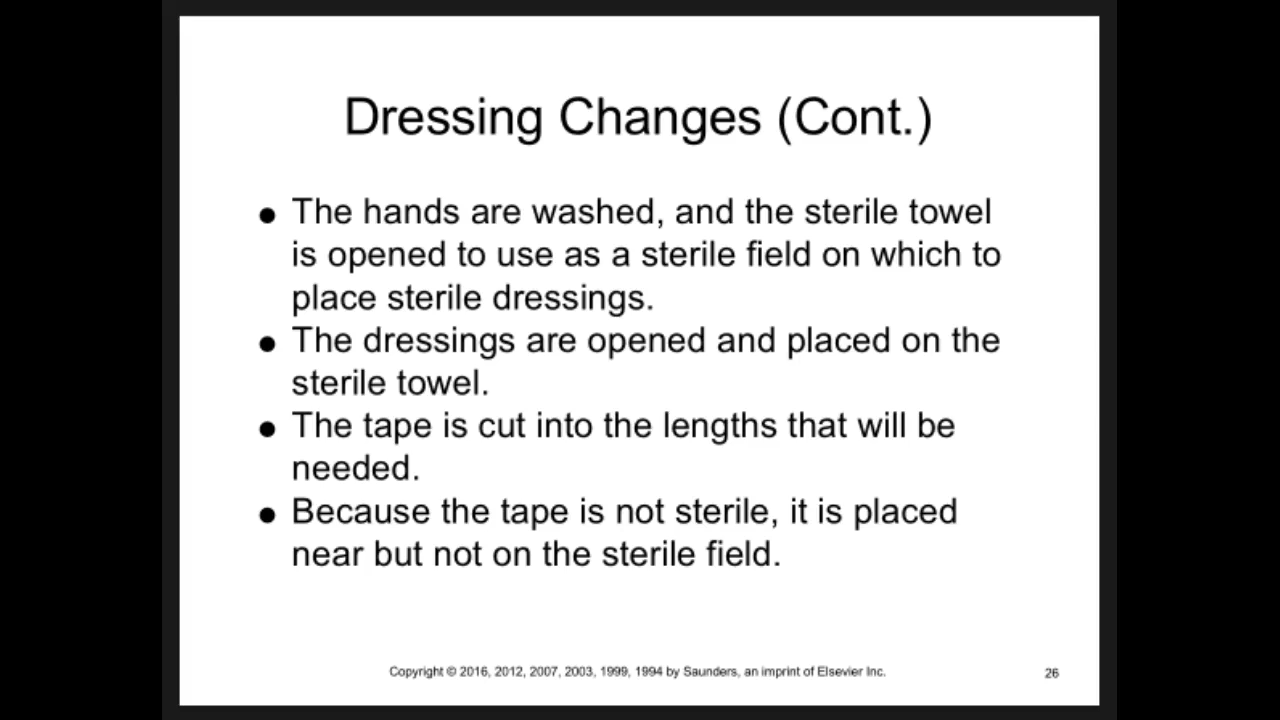 Dressing Changes (Cont.)
● The hands are washed, and the sterile towel
is opened to use as a sterile field on which to
place sterile dressings.
● The dressings are opened and placed on the
sterile towel.
● The tape is cut into the lengths that will be
needed.
● Because the tape is not sterile, it is placed
near but not on the sterile field.
Copyright © 2016, 2012, 2007, 2003, 1999, 1994 by Saunders, an imprint of Elsevier Inc.
26